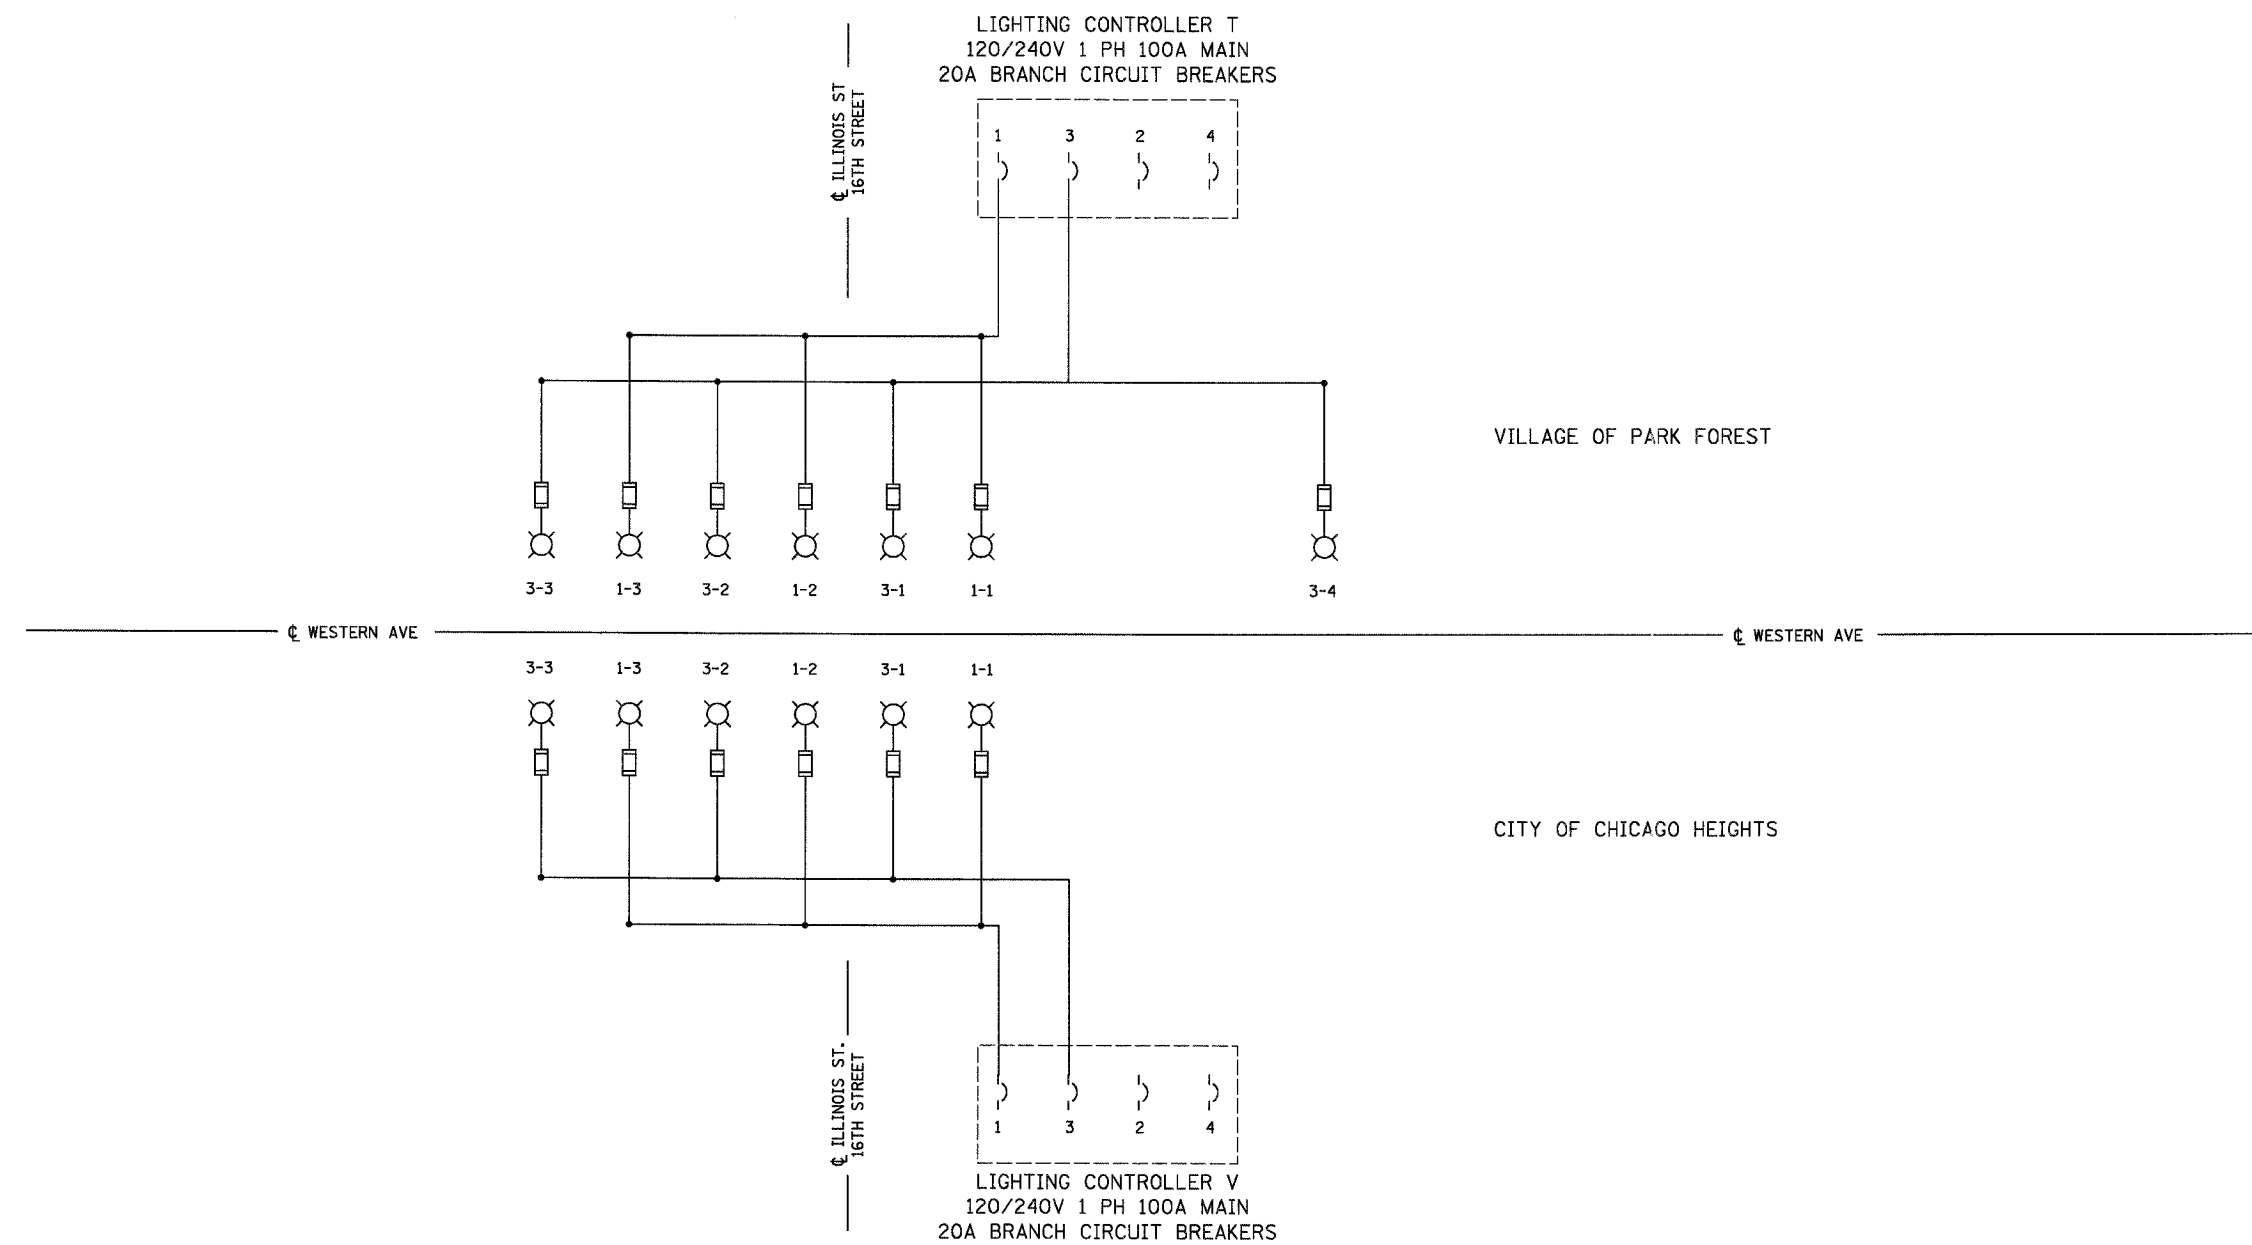 LIGHTING CONTROLLER T
120/240V 1 PH 100A MAIN
20A BRANCH CIRCUIT BREAKERS
℄ ILLINOIS ST
16TH STREET
1 3 2 4
VILLAGE OF PARK FOREST
3-3 1-3 3-2 1-2 3-1 1-1 3-4
℄ WESTERN AVE ℄ WESTERN AVE
3-3 1-3 3-2 1-2 3-1 1-1
CITY OF CHICAGO HEIGHTS
℄ ILLINOIS ST.
16TH STREET
1 3 2 4
LIGHTING CONTROLLER V
120/240V 1 PH 100A MAIN
20A BRANCH CIRCUIT BREAKERS